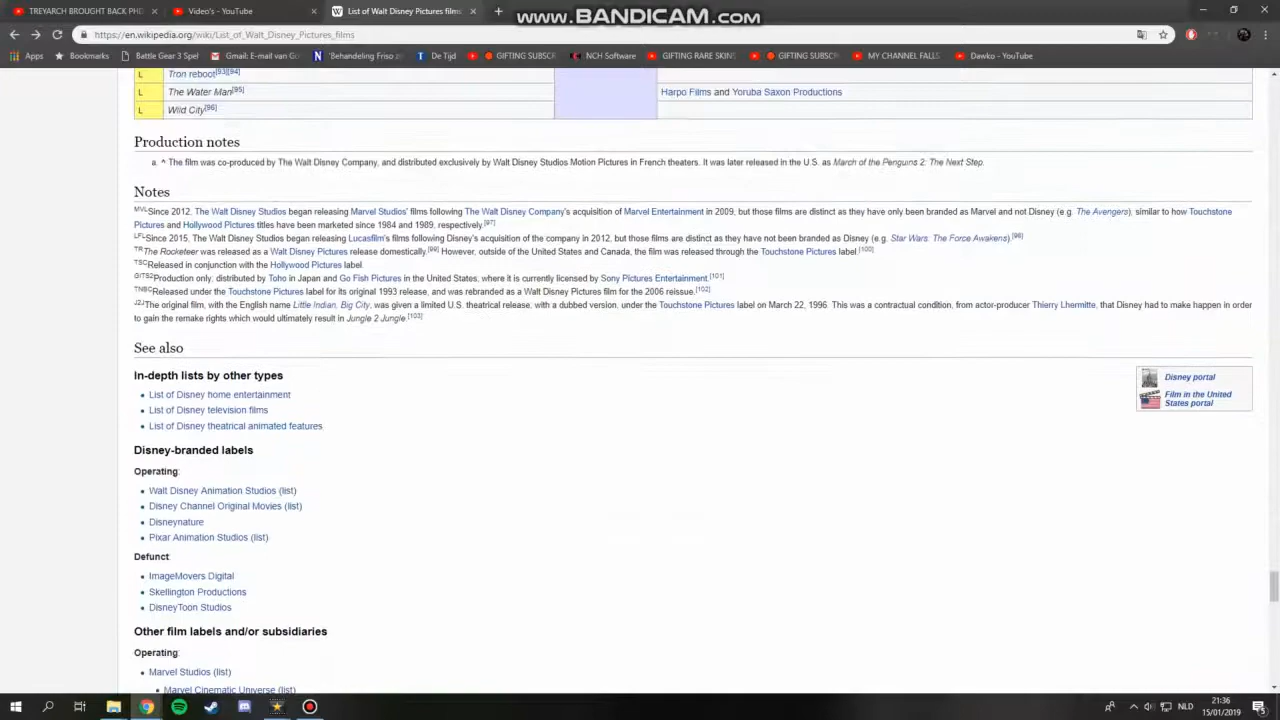 TREYARCH BROUGHT BACK PHI
Video's - YouTube
List of Walt Disney Pictures films
www.BANDICAM.com
https://en.wikipedia.org/wiki/List_of_Walt_Disney_Pictures_films
Apps
Bookmarks
Battle Gear 3 Spel
Gmail: E-mail van Go
'Behandeling Friso zi
De Tijd
GIFTING SUBSCR
NCH Software
GIFTING RARE SKINS
GIFTING SUBSCR
MY CHANNEL FALLS
Dawko - YouTube
L Tron reboot[93][94]
L The Water Man[95] Harpo Films and Yoruba Saxon Productions
L Wild City[96]
Production notes
a. ^ The film was co-produced by The Walt Disney Company, and distributed exclusively by Walt Disney Studios Motion Pictures in French theaters. It was later released in the U.S. as March of the Penguins 2: The Next Step.
Notes
MVLSince 2012, The Walt Disney Studios began releasing Marvel Studios' films following The Walt Disney Company's acquisition of Marvel Entertainment in 2009, but those films are distinct as they have only been branded as Marvel and not Disney (e.g. The Avengers), similar to how Touchstone
Pictures and Hollywood Pictures titles have been marketed since 1984 and 1989, respectively.[97]
LFLSince 2015, The Walt Disney Studios began releasing Lucasfilm's films following Disney's acquisition of the company in 2012, but those films are distinct as they have not been branded as Disney (e.g. Star Wars: The Force Awakens).[98]
TRThe Rocketeer was released as a Walt Disney Pictures release domestically.[99] However, outside of the United States and Canada, the film was released through the Touchstone Pictures label.[100]
TSCReleased in conjunction with the Hollywood Pictures label.
GITS2Production only; distributed by Toho in Japan and Go Fish Pictures in the United States, where it is currently licensed by Sony Pictures Entertainment.[101]
TNBCReleased under the Touchstone Pictures label for its original 1993 release, and was rebranded as a Walt Disney Pictures film for the 2006 reissue.[102]
J2JThe original film, with the English name Little Indian, Big City, was given a limited U.S. theatrical release, with a dubbed version, under the Touchstone Pictures label on March 22, 1996. This was a contractual condition, from actor-producer Thierry Lhermitte, that Disney had to make happen in order
to gain the remake rights which would ultimately result in Jungle 2 Jungle.[103]
See also
In-depth lists by other types
List of Disney home entertainment
List of Disney television films
List of Disney theatrical animated features
Disney portal
Film in the United
States portal
Disney-branded labels
Operating:
Walt Disney Animation Studios (list)
Disney Channel Original Movies (list)
Disneynature
Pixar Animation Studios (list)
Defunct:
ImageMovers Digital
Skellington Productions
DisneyToon Studios
Other film labels and/or subsidiaries
Operating:
Marvel Studios (list)
Marvel Cinematic Universe (list)
NLD
21:36
15/01/2019